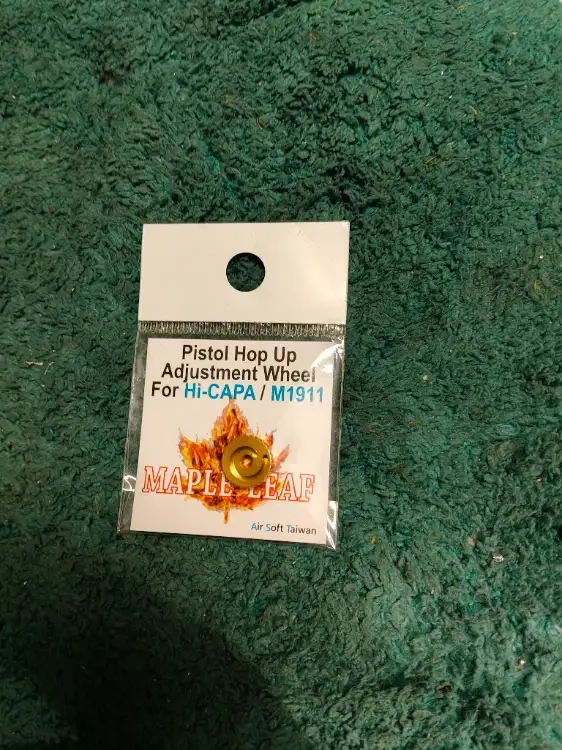 Pistol Hop Up
Adjustment Wheel
For Hi-CAPA / M1911
MAPLE LEAF
Air Soft Taiwan